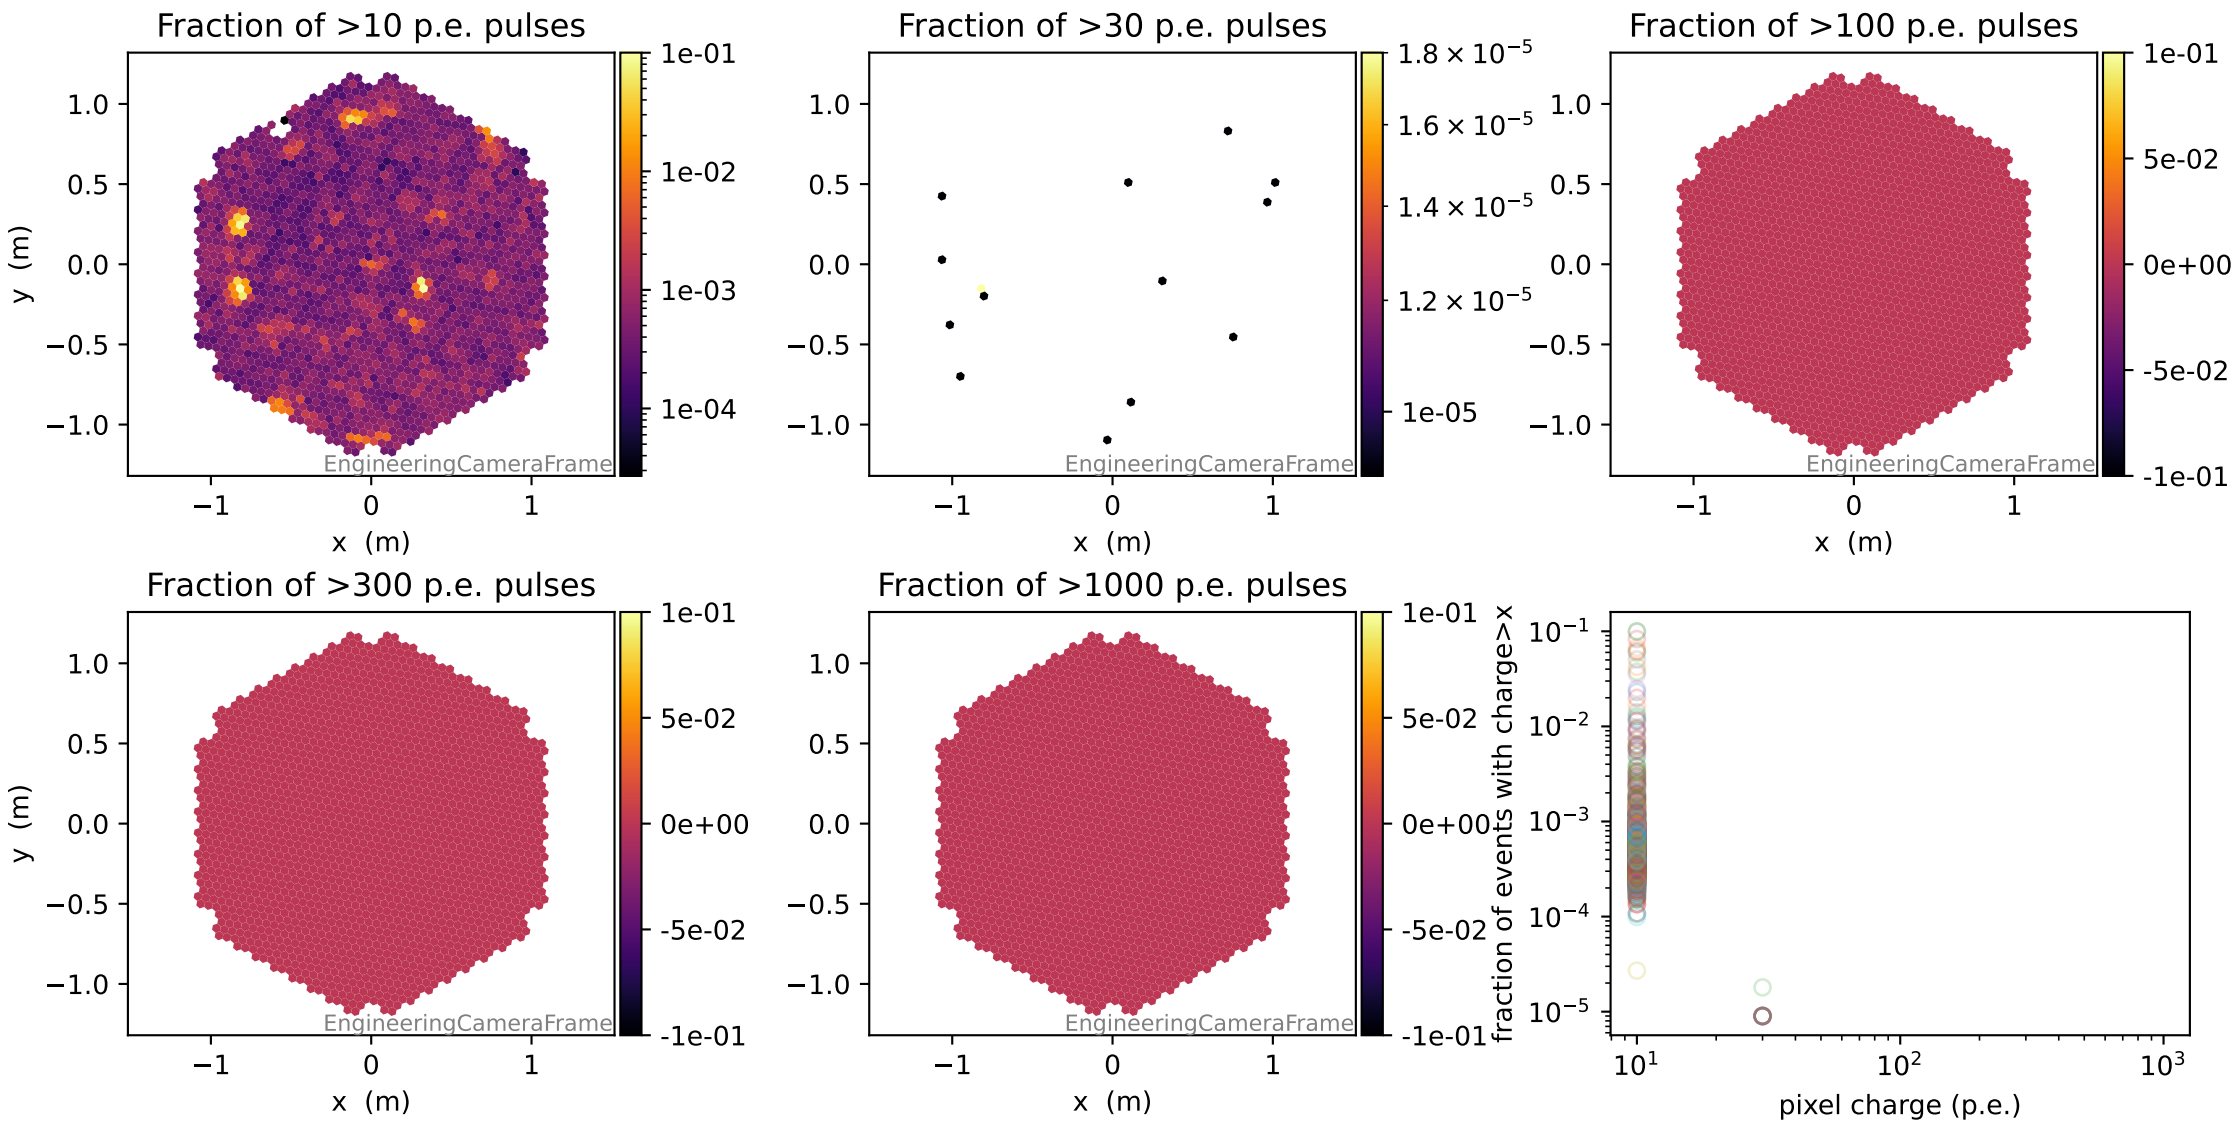 Fraction of >10 p.e. pulses
1.0
0.5
0.0
−0.5
−1.0
y (m)
−1 0 1
x (m)
EngineeringCameraFrame
1e-01
1e-02
1e-03
1e-04
Fraction of >30 p.e. pulses
1.0
0.5
0.0
−0.5
−1.0
−1 0 1
x (m)
EngineeringCameraFrame
1.8×10⁻⁵
1.6×10⁻⁵
1.4×10⁻⁵
1.2×10⁻⁵
1e-05
Fraction of >100 p.e. pulses
1.0
0.5
0.0
−0.5
−1.0
−1 0 1
x (m)
EngineeringCameraFrame
1e-01
5e-02
0e+00
-5e-02
-1e-01
Fraction of >300 p.e. pulses
1.0
0.5
0.0
−0.5
−1.0
y (m)
−1 0 1
x (m)
EngineeringCameraFrame
1e-01
5e-02
0e+00
-5e-02
-1e-01
Fraction of >1000 p.e. pulses
1.0
0.5
0.0
−0.5
−1.0
−1 0 1
x (m)
EngineeringCameraFrame
1e-01
5e-02
0e+00
-5e-02
-1e-01
fraction of events with charge>x
10⁻¹
10⁻²
10⁻³
10⁻⁴
10⁻⁵
10¹ 10² 10³
pixel charge (p.e.)